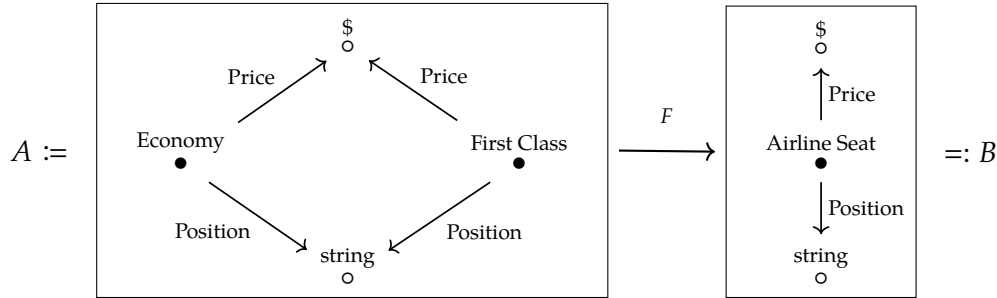 $
Price
Price
Economy
First Class
A :=
Position
Position
string
F
$
Price
Airline Seat
=: B
Position
string